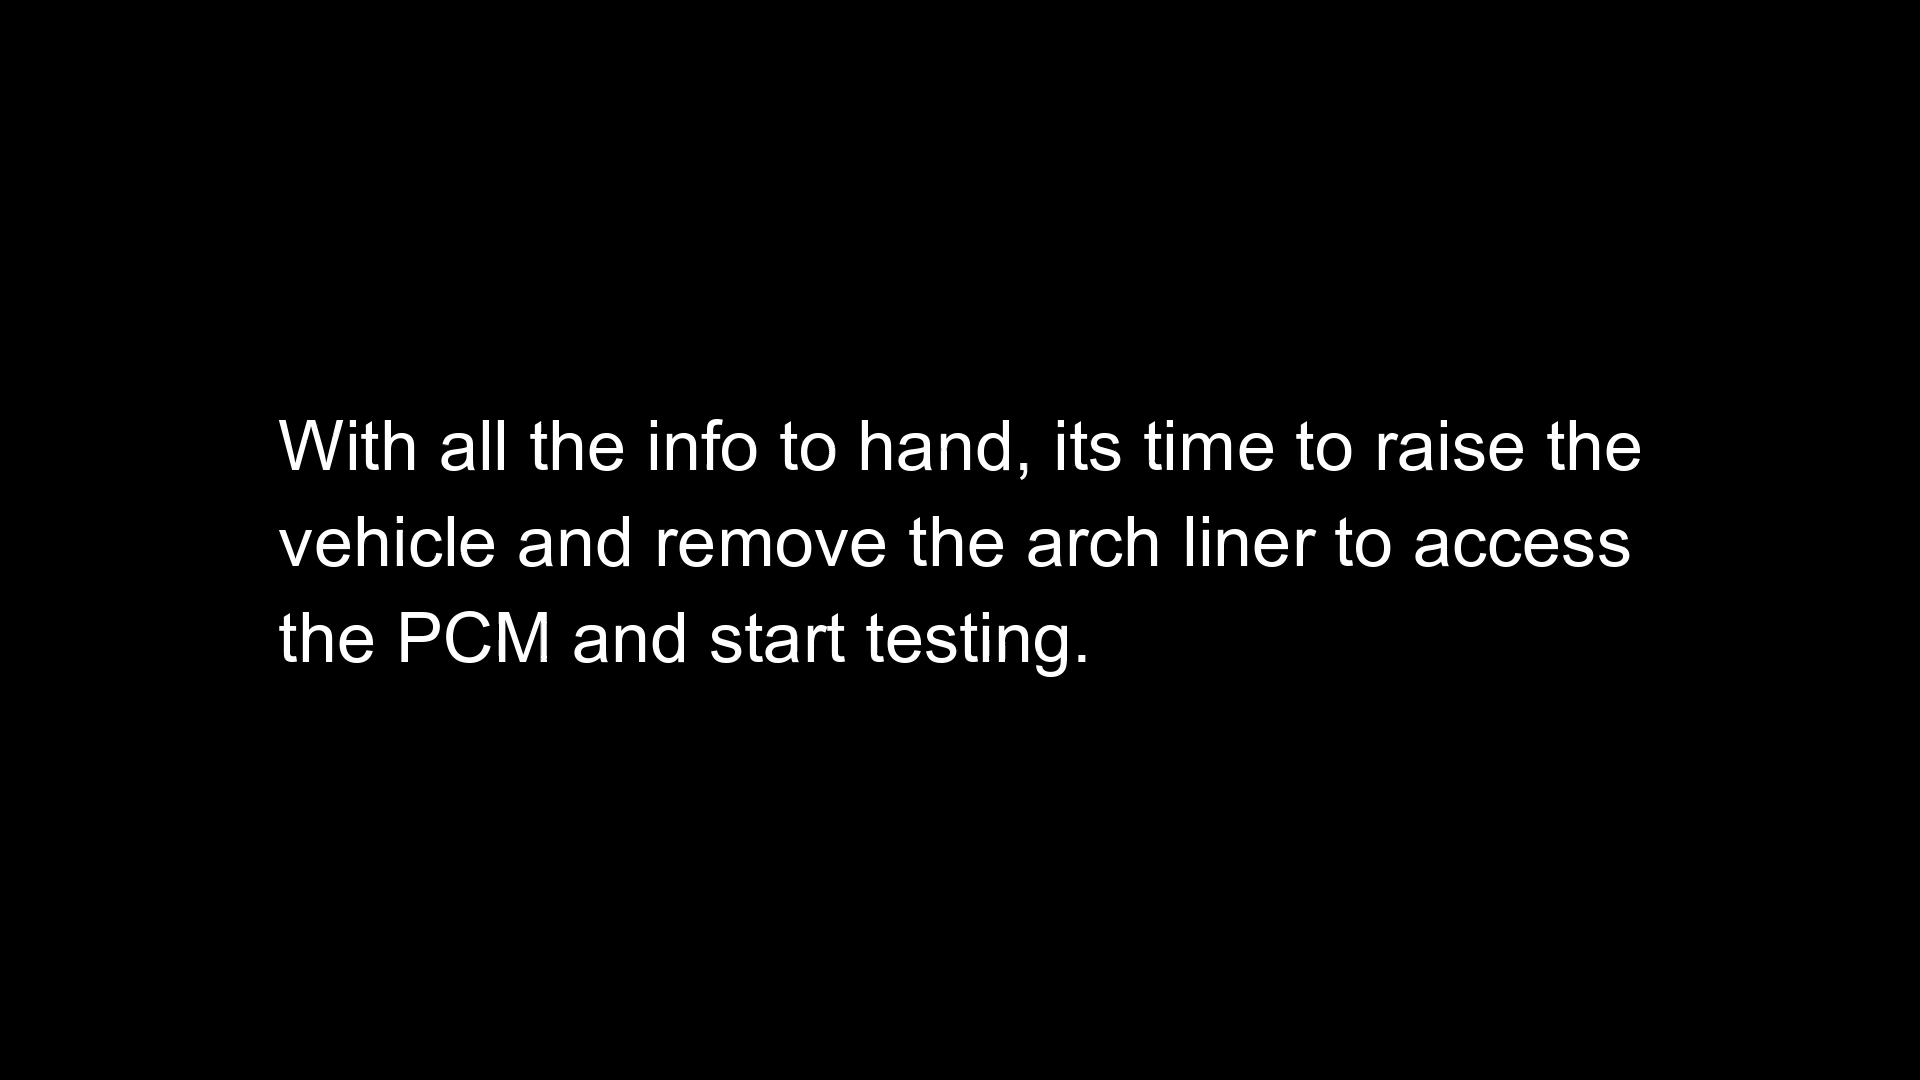 With all the info to hand, its time to raise the
vehicle and remove the arch liner to access
the PCM and start testing.